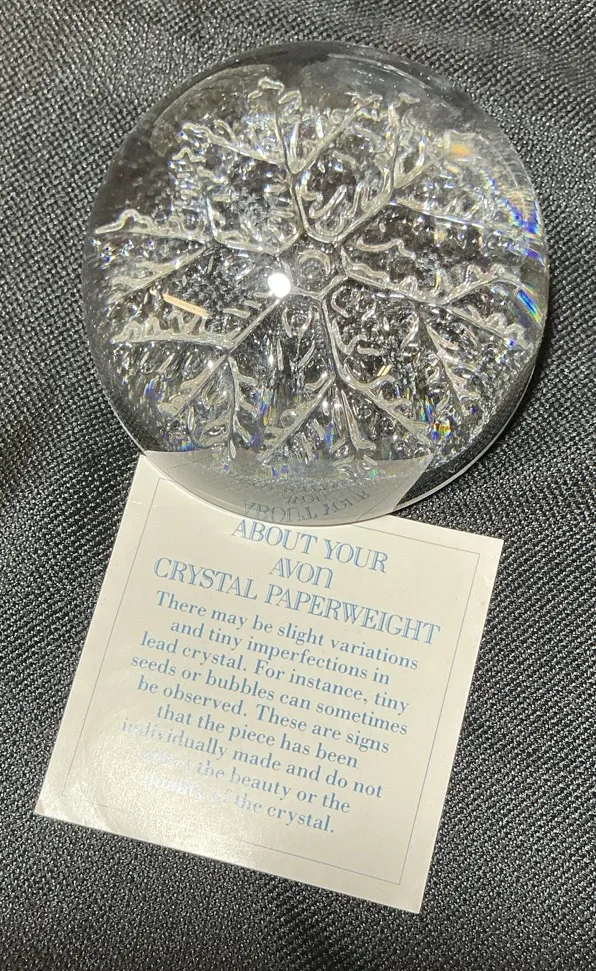 ABOUT YOUR
AVON
CRYSTAL PAPERWEIGHT
There may be slight variations
and tiny imperfections in
lead crystal. For instance, tiny
seeds or bubbles can sometimes
be observed. These are signs
that the piece has been
individually made and do not
the beauty or the
of the crystal.